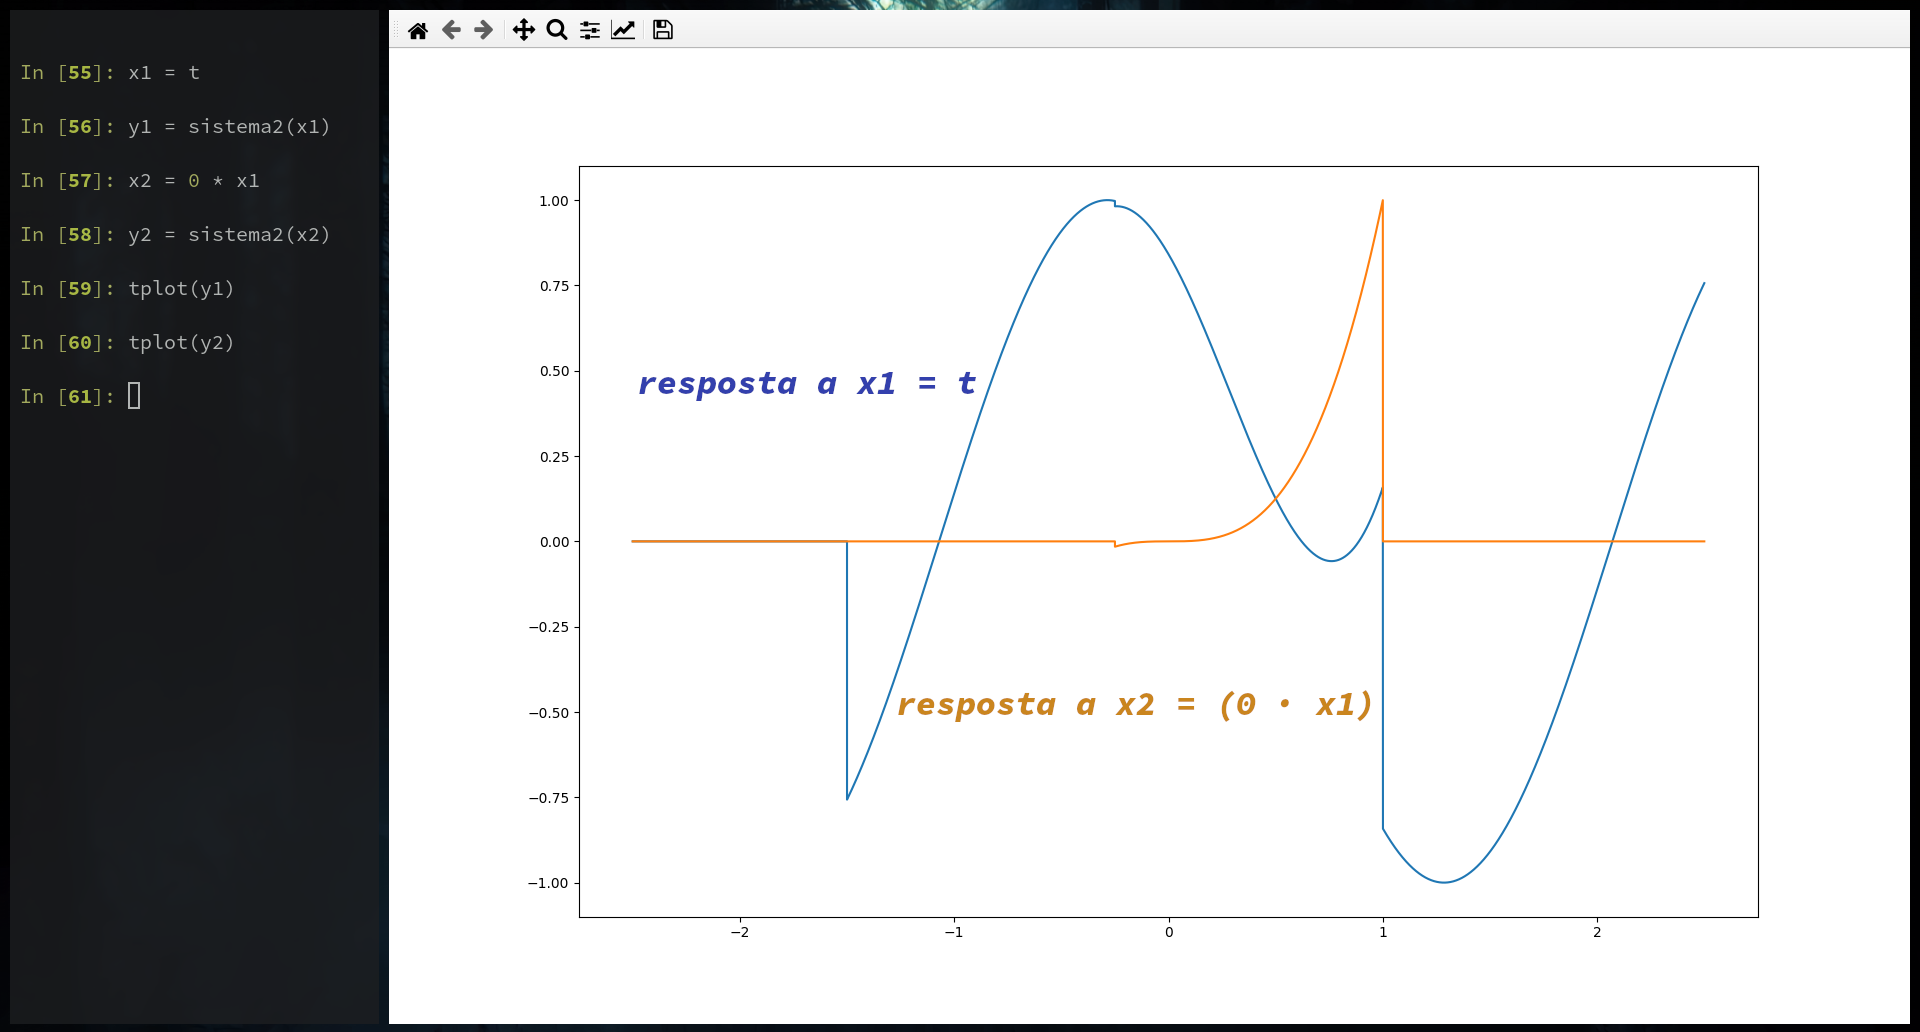 In [55]: x1 = t
In [56]: y1 = sistema2(x1)
In [57]: x2 = 0 * x1
In [58]: y2 = sistema2(x2)
In [59]: tplot(y1)
In [60]: tplot(y2)
In [61]:
1.00
0.75
0.50
resposta a x1 = t
0.25
0.00
−0.25
−0.50
resposta a x2 = (0 · x1)
−0.75
−1.00
−2 −1 0 1 2